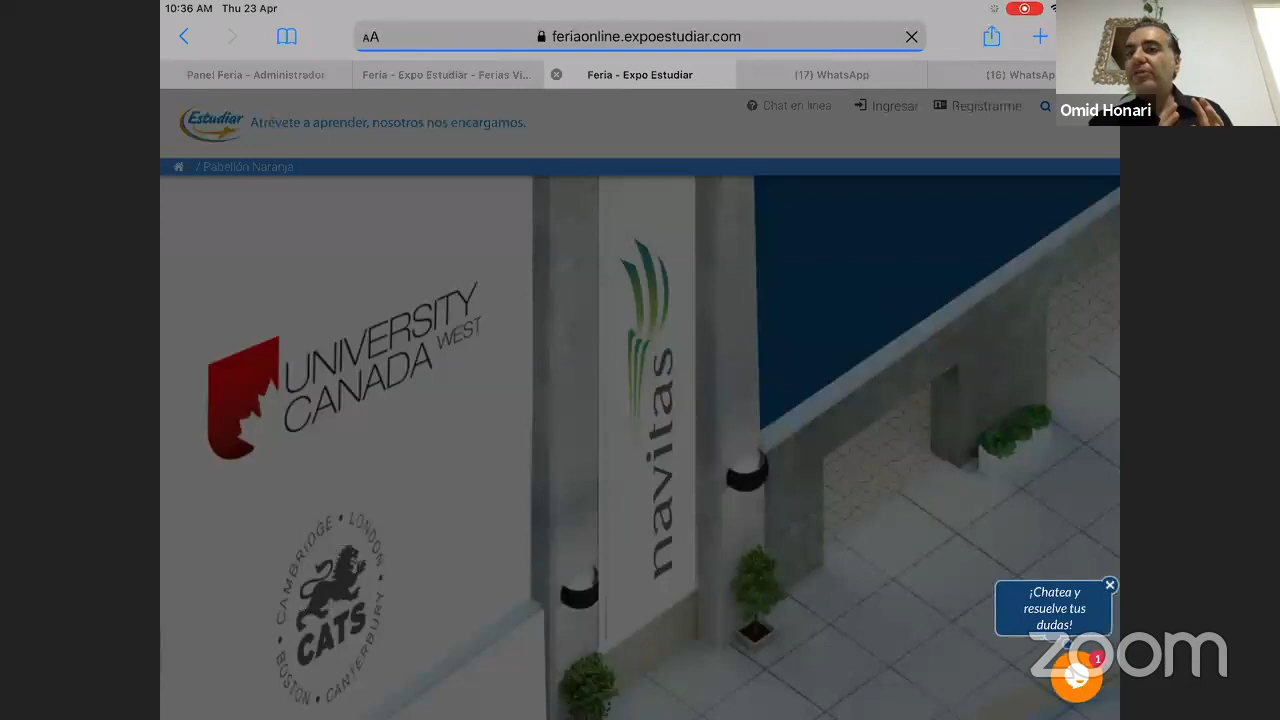 10:36 AM Thu 23 Apr
AA
feriaonline.expoestudiar.com
Panel Feria - Administrador
Feria - Expo Estudiar - Ferias Vi...
Feria - Expo Estudiar
(17) WhatsApp
(16) WhatsApp
Omid Honari
Estudiar
Atrévete a aprender, nosotros nos encargamos.
Chat en línea
Ingresar
Registrarme
/ Pabellón Naranja
UNIVERSITY
CANADA WEST
navitas
CAMBRIDGE • LONDON
CATS
BOSTON • CANTERBURY
¡Chatea y
resuelve tus
dudas!
zoom
1